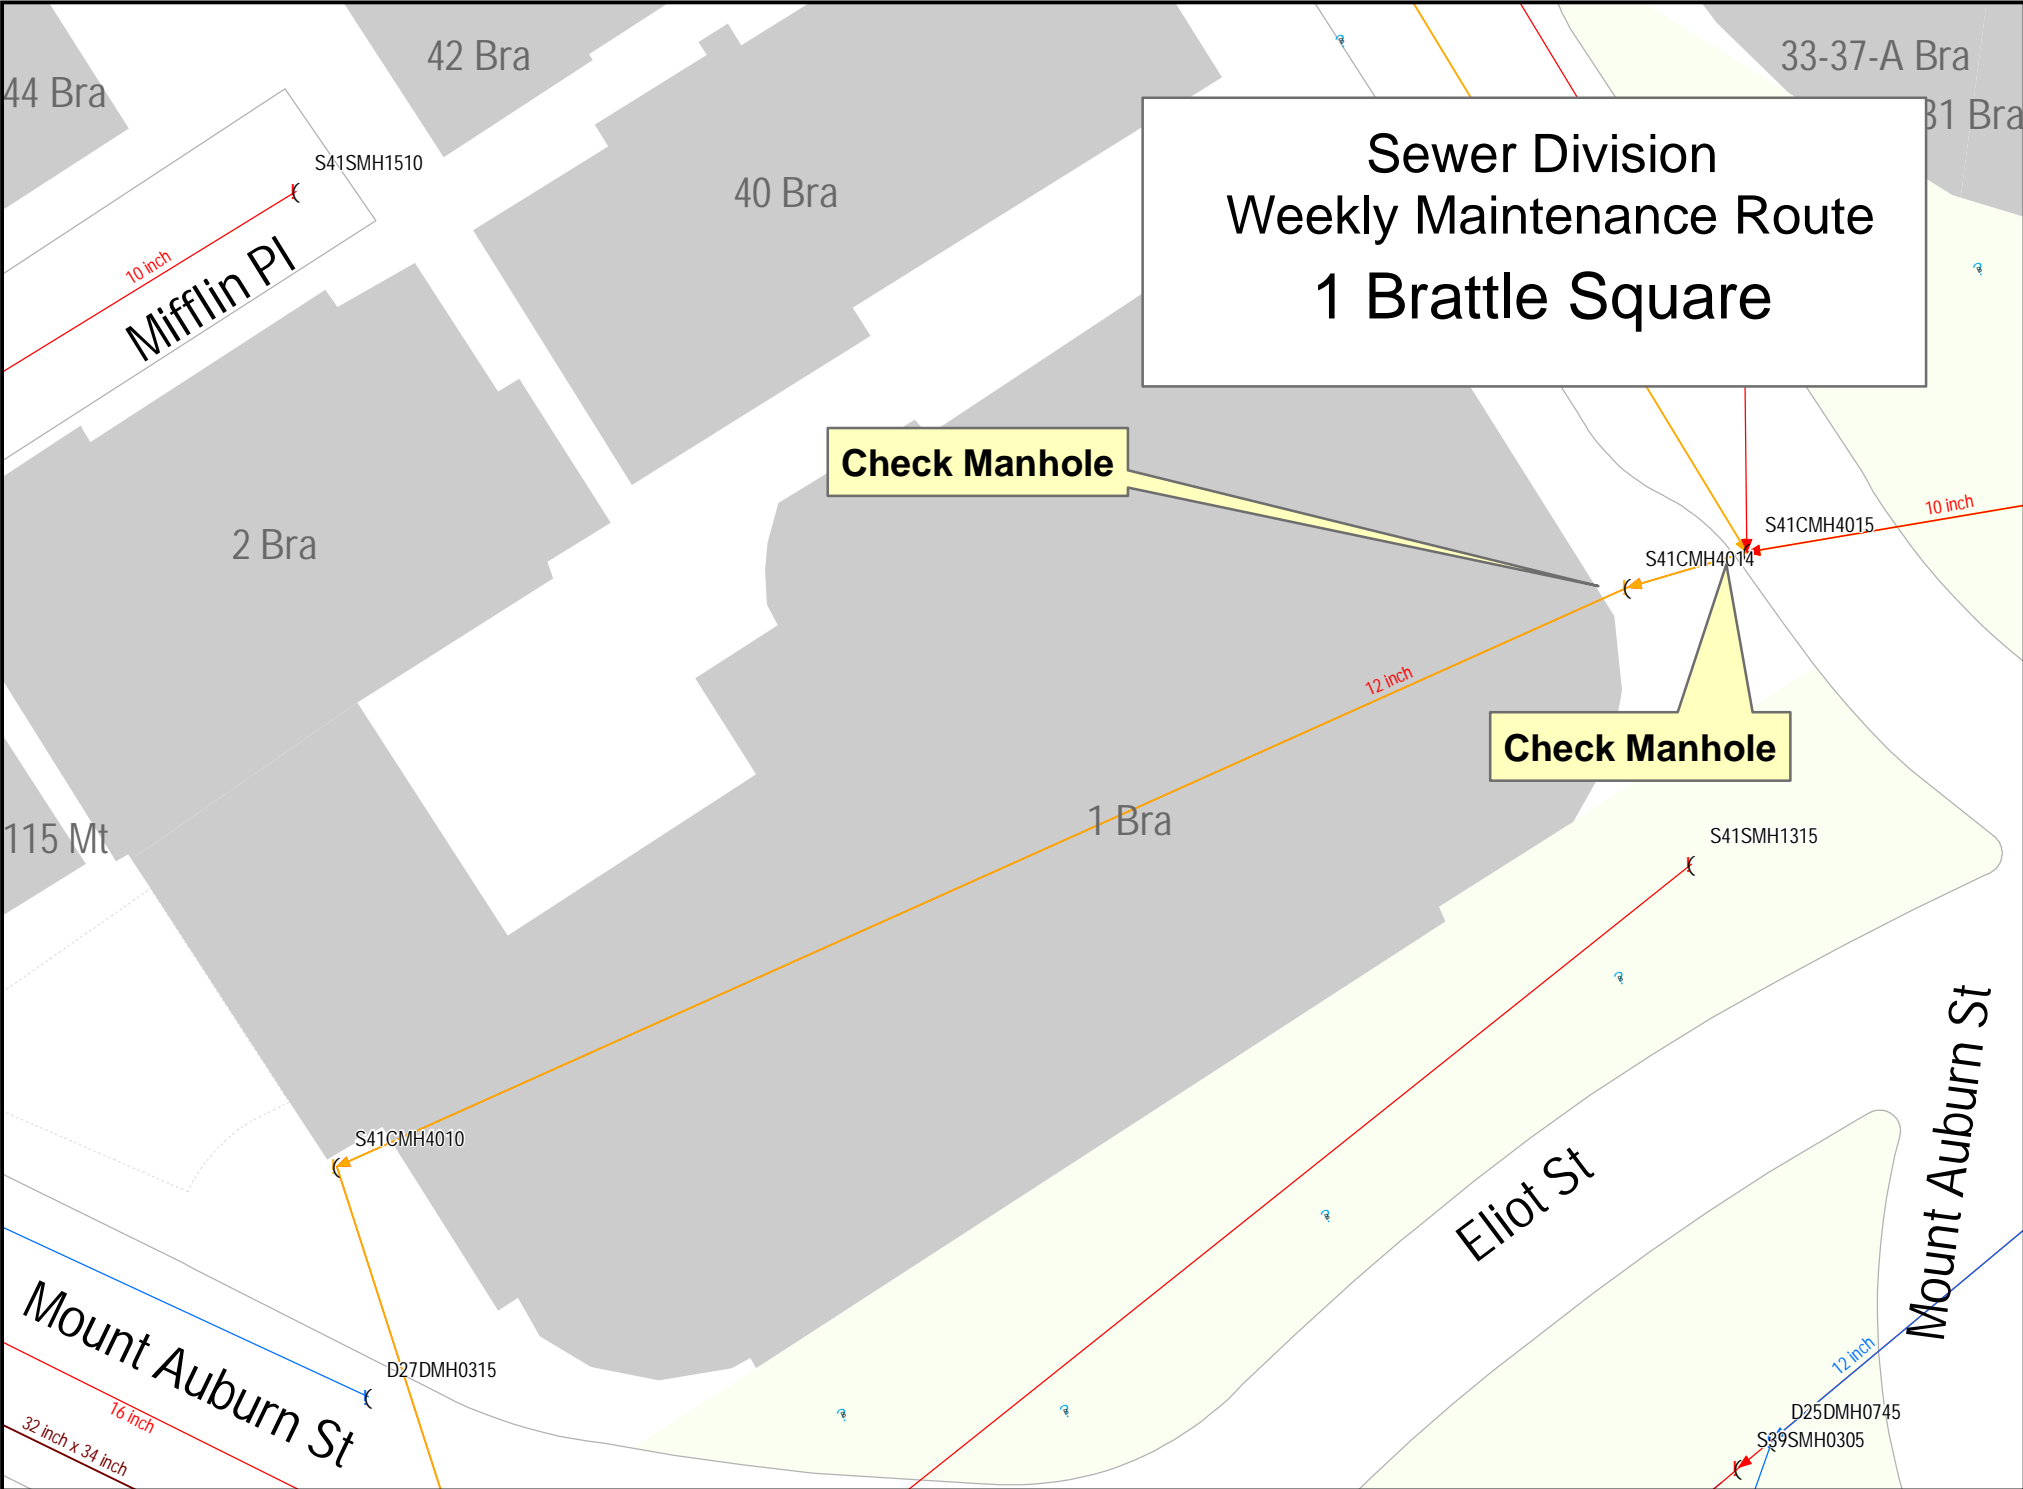 42 Bra
33-37-A Bra
44 Bra
31 Bra
Sewer Division
Weekly Maintenance Route
1 Brattle Square
S41SMH1510
40 Bra
10 inch
Mifflin Pl
Check Manhole
10 inch
S41CMH4015
2 Bra
S41CMH4014
12 inch
Check Manhole
1 Bra
115 Mt
S41SMH1315
Mount Auburn St
S41CMH4010
Eliot St
Mount Auburn St
D27DMH0315
12 inch
16 inch
32 inch x 34 inch
D25DMH0745
S39SMH0305